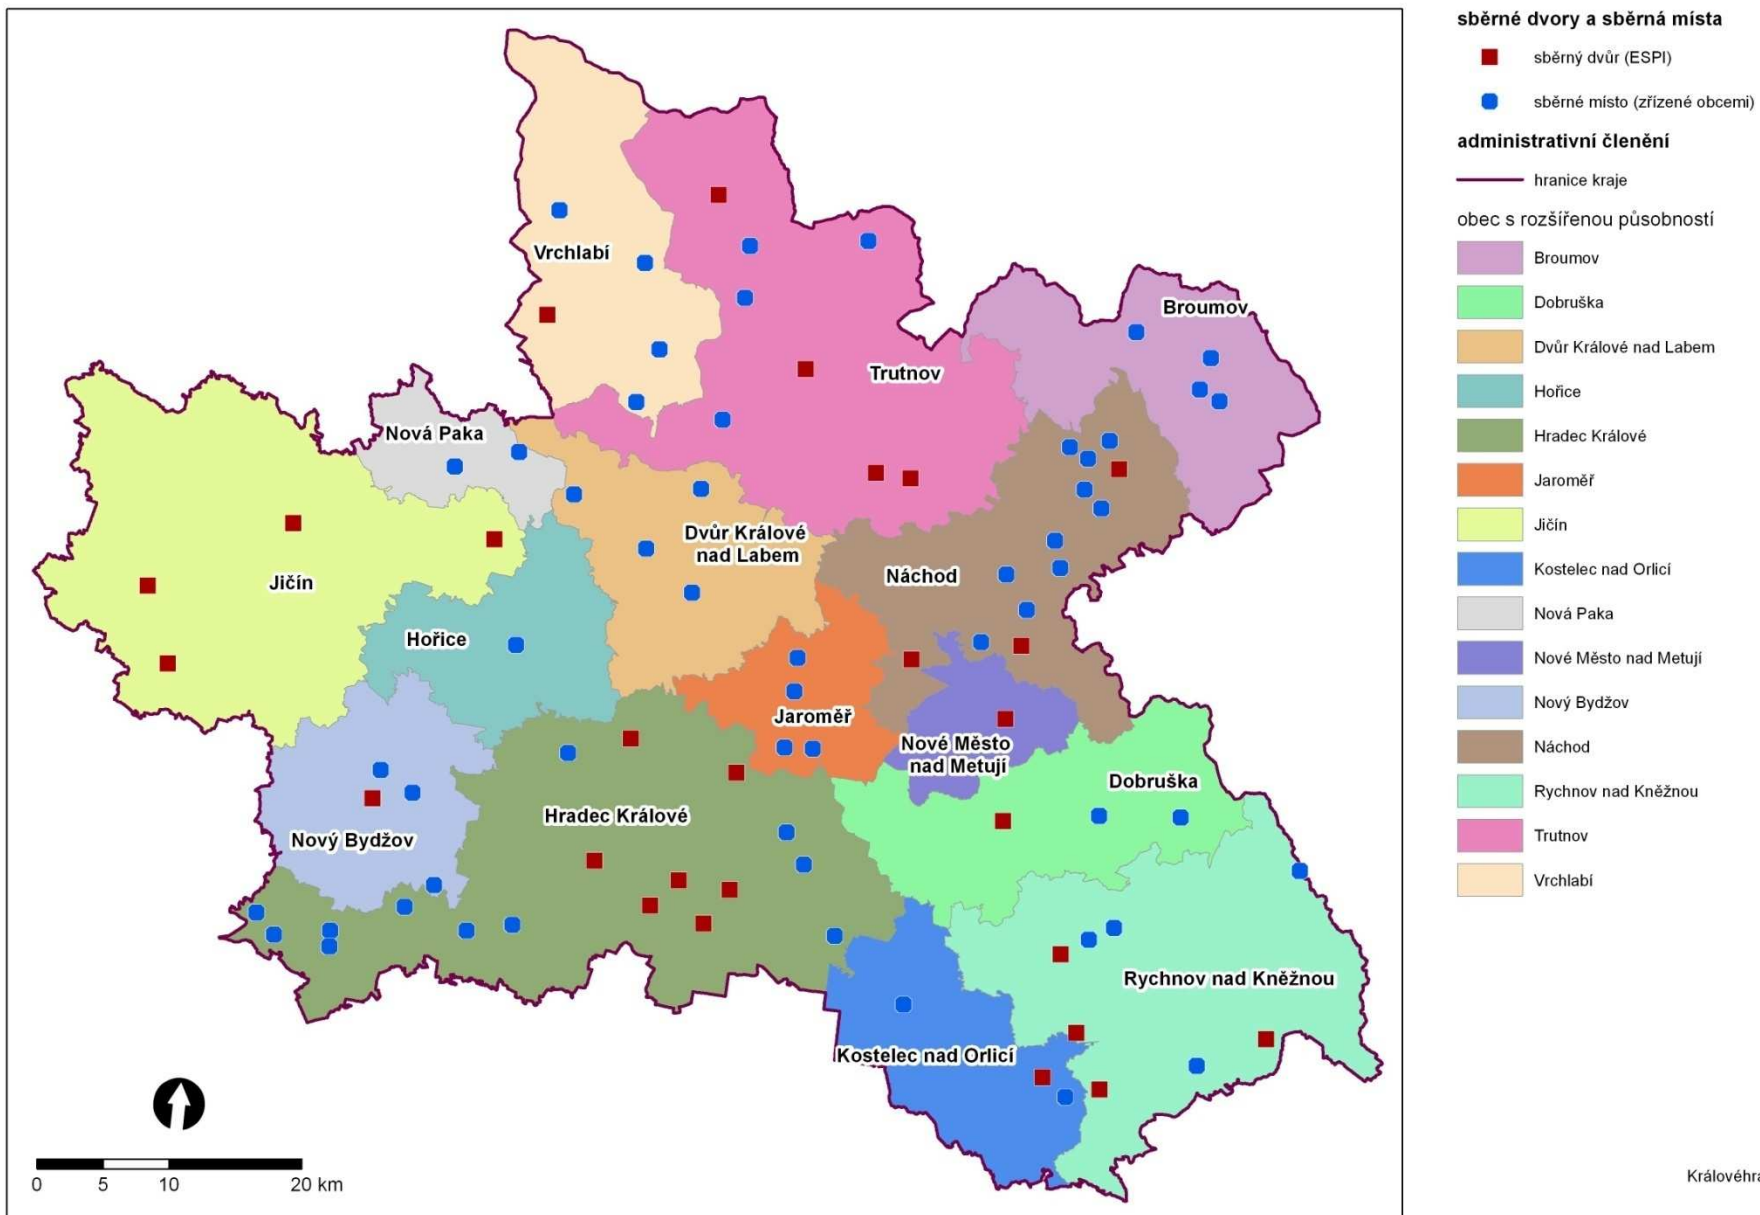 sběrné dvory a sběrná místa
sběrný dvůr (ESPI)
sběrné místo (zřízené obcemi)
administrativní členění
hranice kraje
obec s rozšířenou působností
Broumov
Dobruška
Dvůr Králové nad Labem
Hořice
Hradec Králové
Jaroměř
Jičín
Kostelec nad Orlicí
Nová Paka
Nové Město nad Metují
Nový Bydžov
Náchod
Rychnov nad Kněžnou
Trutnov
Vrchlabí
Vrchlabí
Broumov
Trutnov
Nová Paka
Dvůr Králové
nad Labem
Náchod
Jičín
Hořice
Jaroměř
Nové Město
nad Metují
Dobruška
Hradec Králové
Nový Bydžov
Rychnov nad Kněžnou
Kostelec nad Orlicí
0 5 10 20 km